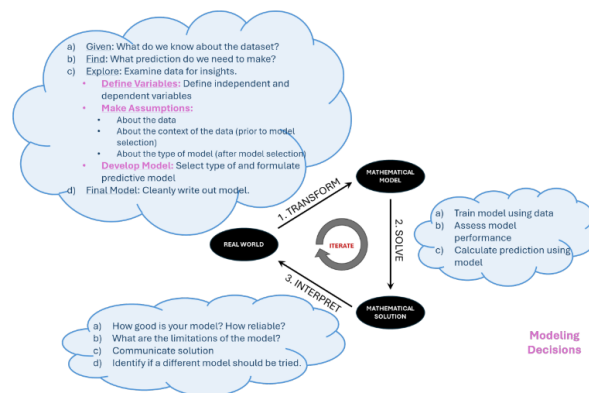 a) Given: What do we know about the dataset?
b) Find: What prediction do we need to make?
c) Explore: Examine data for insights.
• Define Variables: Define independent and
dependent variables
• Make Assumptions:
• About the data
• About the context of the data (prior to model
selection)
• About the type of model (after model selection)
• Develop Model: Select type of and formulate
predictive model
d) Final Model: Cleanly write out model.
MATHEMATICAL
MODEL
1. TRANSFORM
2. SOLVE
a) Train model using data
b) Assess model
performance
c) Calculate prediction using
model
REAL WORLD
ITERATE
3. INTERPRET
MATHEMATICAL
SOLUTION
a) How good is your model? How reliable?
b) What are the limitations of the model?
c) Communicate solution
d) Identify if a different model should be tried.
Modeling
Decisions